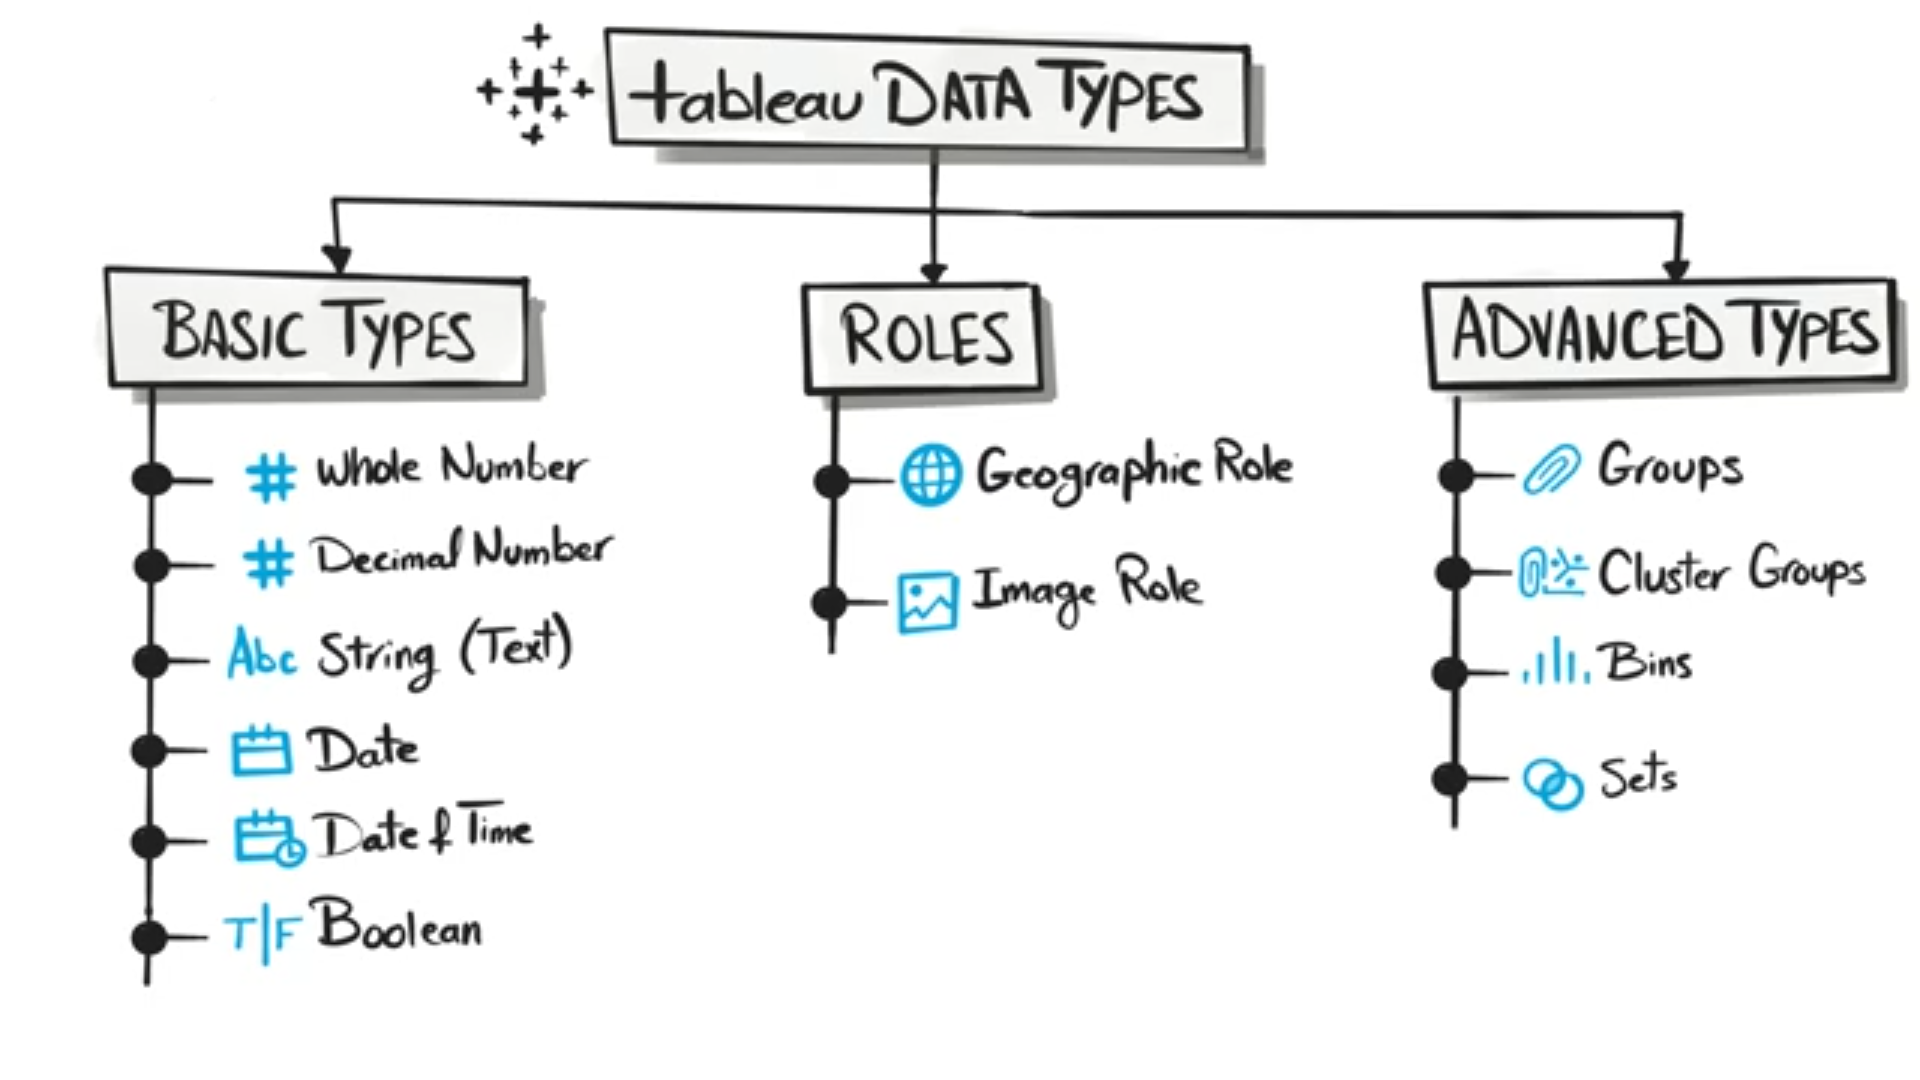 tableau DATA TYPES
BASIC TYPES
# Whole Number
# Decimal Number
Abc String (Text)
Date
Date & Time
T|F Boolean
ROLES
Geographic Role
Image Role
ADVANCED TYPES
Groups
Cluster Groups
Bins
Sets